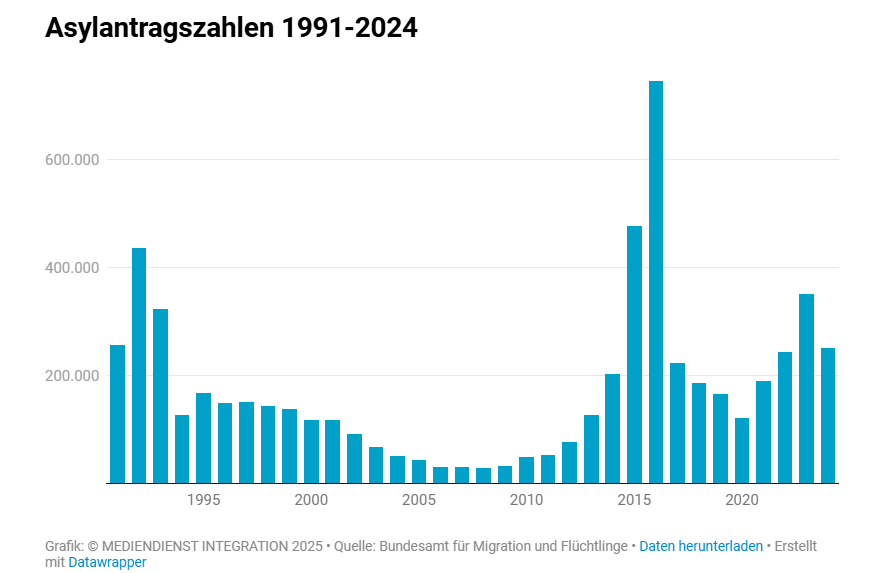 Asylantragszahlen 1991-2024
600.000
400.000
200.000
1995 2000 2005 2010 2015 2020
Grafik: © MEDIENDIENST INTEGRATION 2025 • Quelle: Bundesamt für Migration und Flüchtlinge • Daten herunterladen • Erstellt
mit Datawrapper